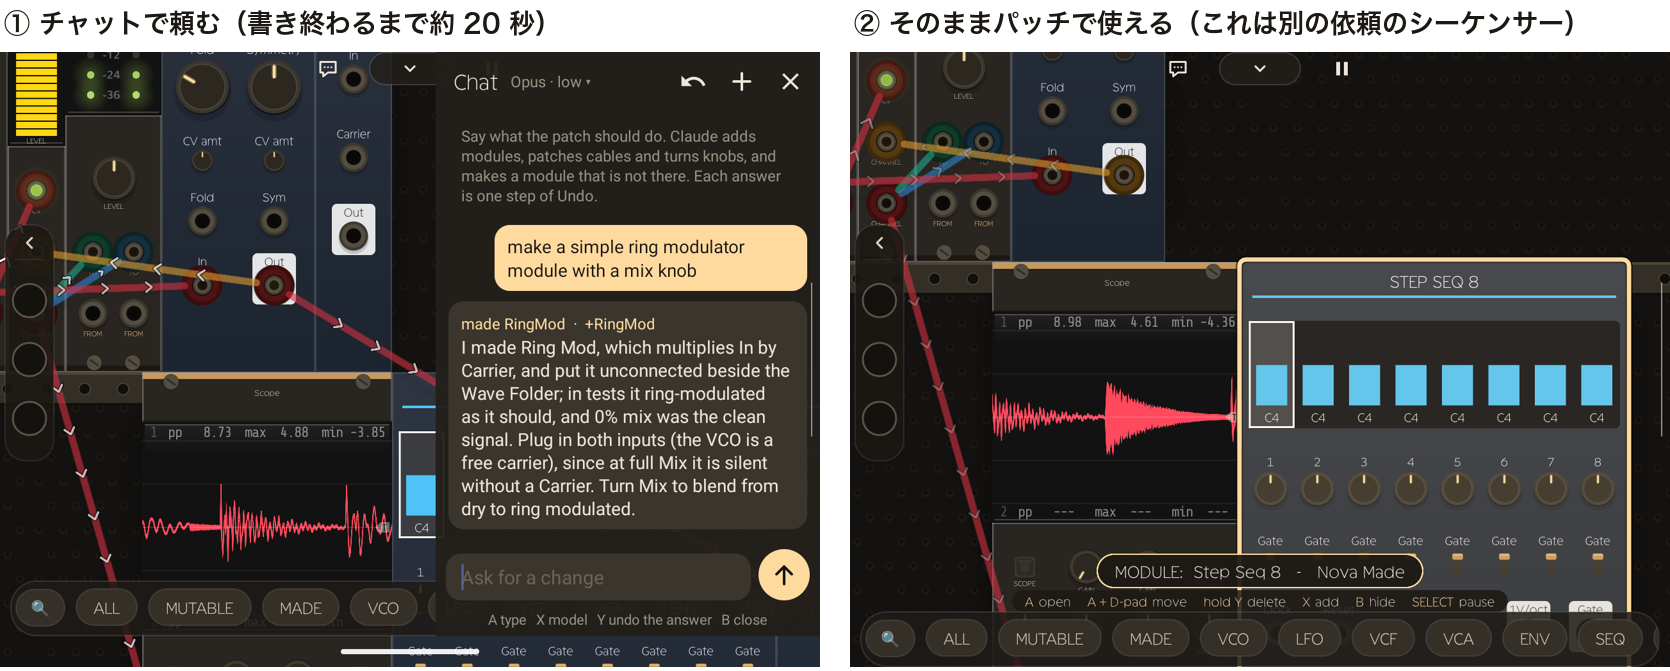 ① チャットで頼む（書き終わるまで約 20 秒）
-12
-24
-36
LEVEL
Fold
Symmetry
In
CV amt
CV amt
Carrier
LEVEL
Fold
Sym
Out
In
Out
FROM
FROM
Scope
1 pp 8.73 max 4.88 min -3.85
C4
1
Chat
Opus · low
Say what the patch should do. Claude adds
modules, patches cables and turns knobs, and
makes a module that is not there. Each answer
is one step of Undo.
make a simple ring modulator
module with a mix knob
made RingMod · +RingMod
I made Ring Mod, which multiplies In by
Carrier, and put it unconnected beside the
Wave Folder; in tests it ring-modulated
as it should, and 0% mix was the clean
signal. Plug in both inputs (the VCO is a
free carrier), since at full Mix it is silent
without a Carrier. Turn Mix to blend from
dry to ring modulated.
Ask for a change
A type X model Y undo the answer B close
ALL
MUTABLE
MADE
VCO
Gate Gate Gate Gate Gate Gate Gate
② そのままパッチで使える（これは別の依頼のシーケンサー）
LEVEL
Fold
Sym
CHANNEL
In
Out
CHANNEL
FROM
FROM
Scope
1 pp 8.98 max 4.61 min -4.36
2 pp --- max --- min ---
SCOPE
STEP SEQ 8
C4 C4 C4 C4 C4 C4 C4 C4
1 2 3 4 5 6 7 8
Gate Gate Gate Gate Gate Gate Gate Gate
MODULE: Step Seq 8 - Nova Made
A open A + D-pad move hold Y delete X add B hide SELECT pause
1V/oct
Gate
ALL
MUTABLE
MADE
VCO
LFO
VCF
VCA
ENV
SEQ